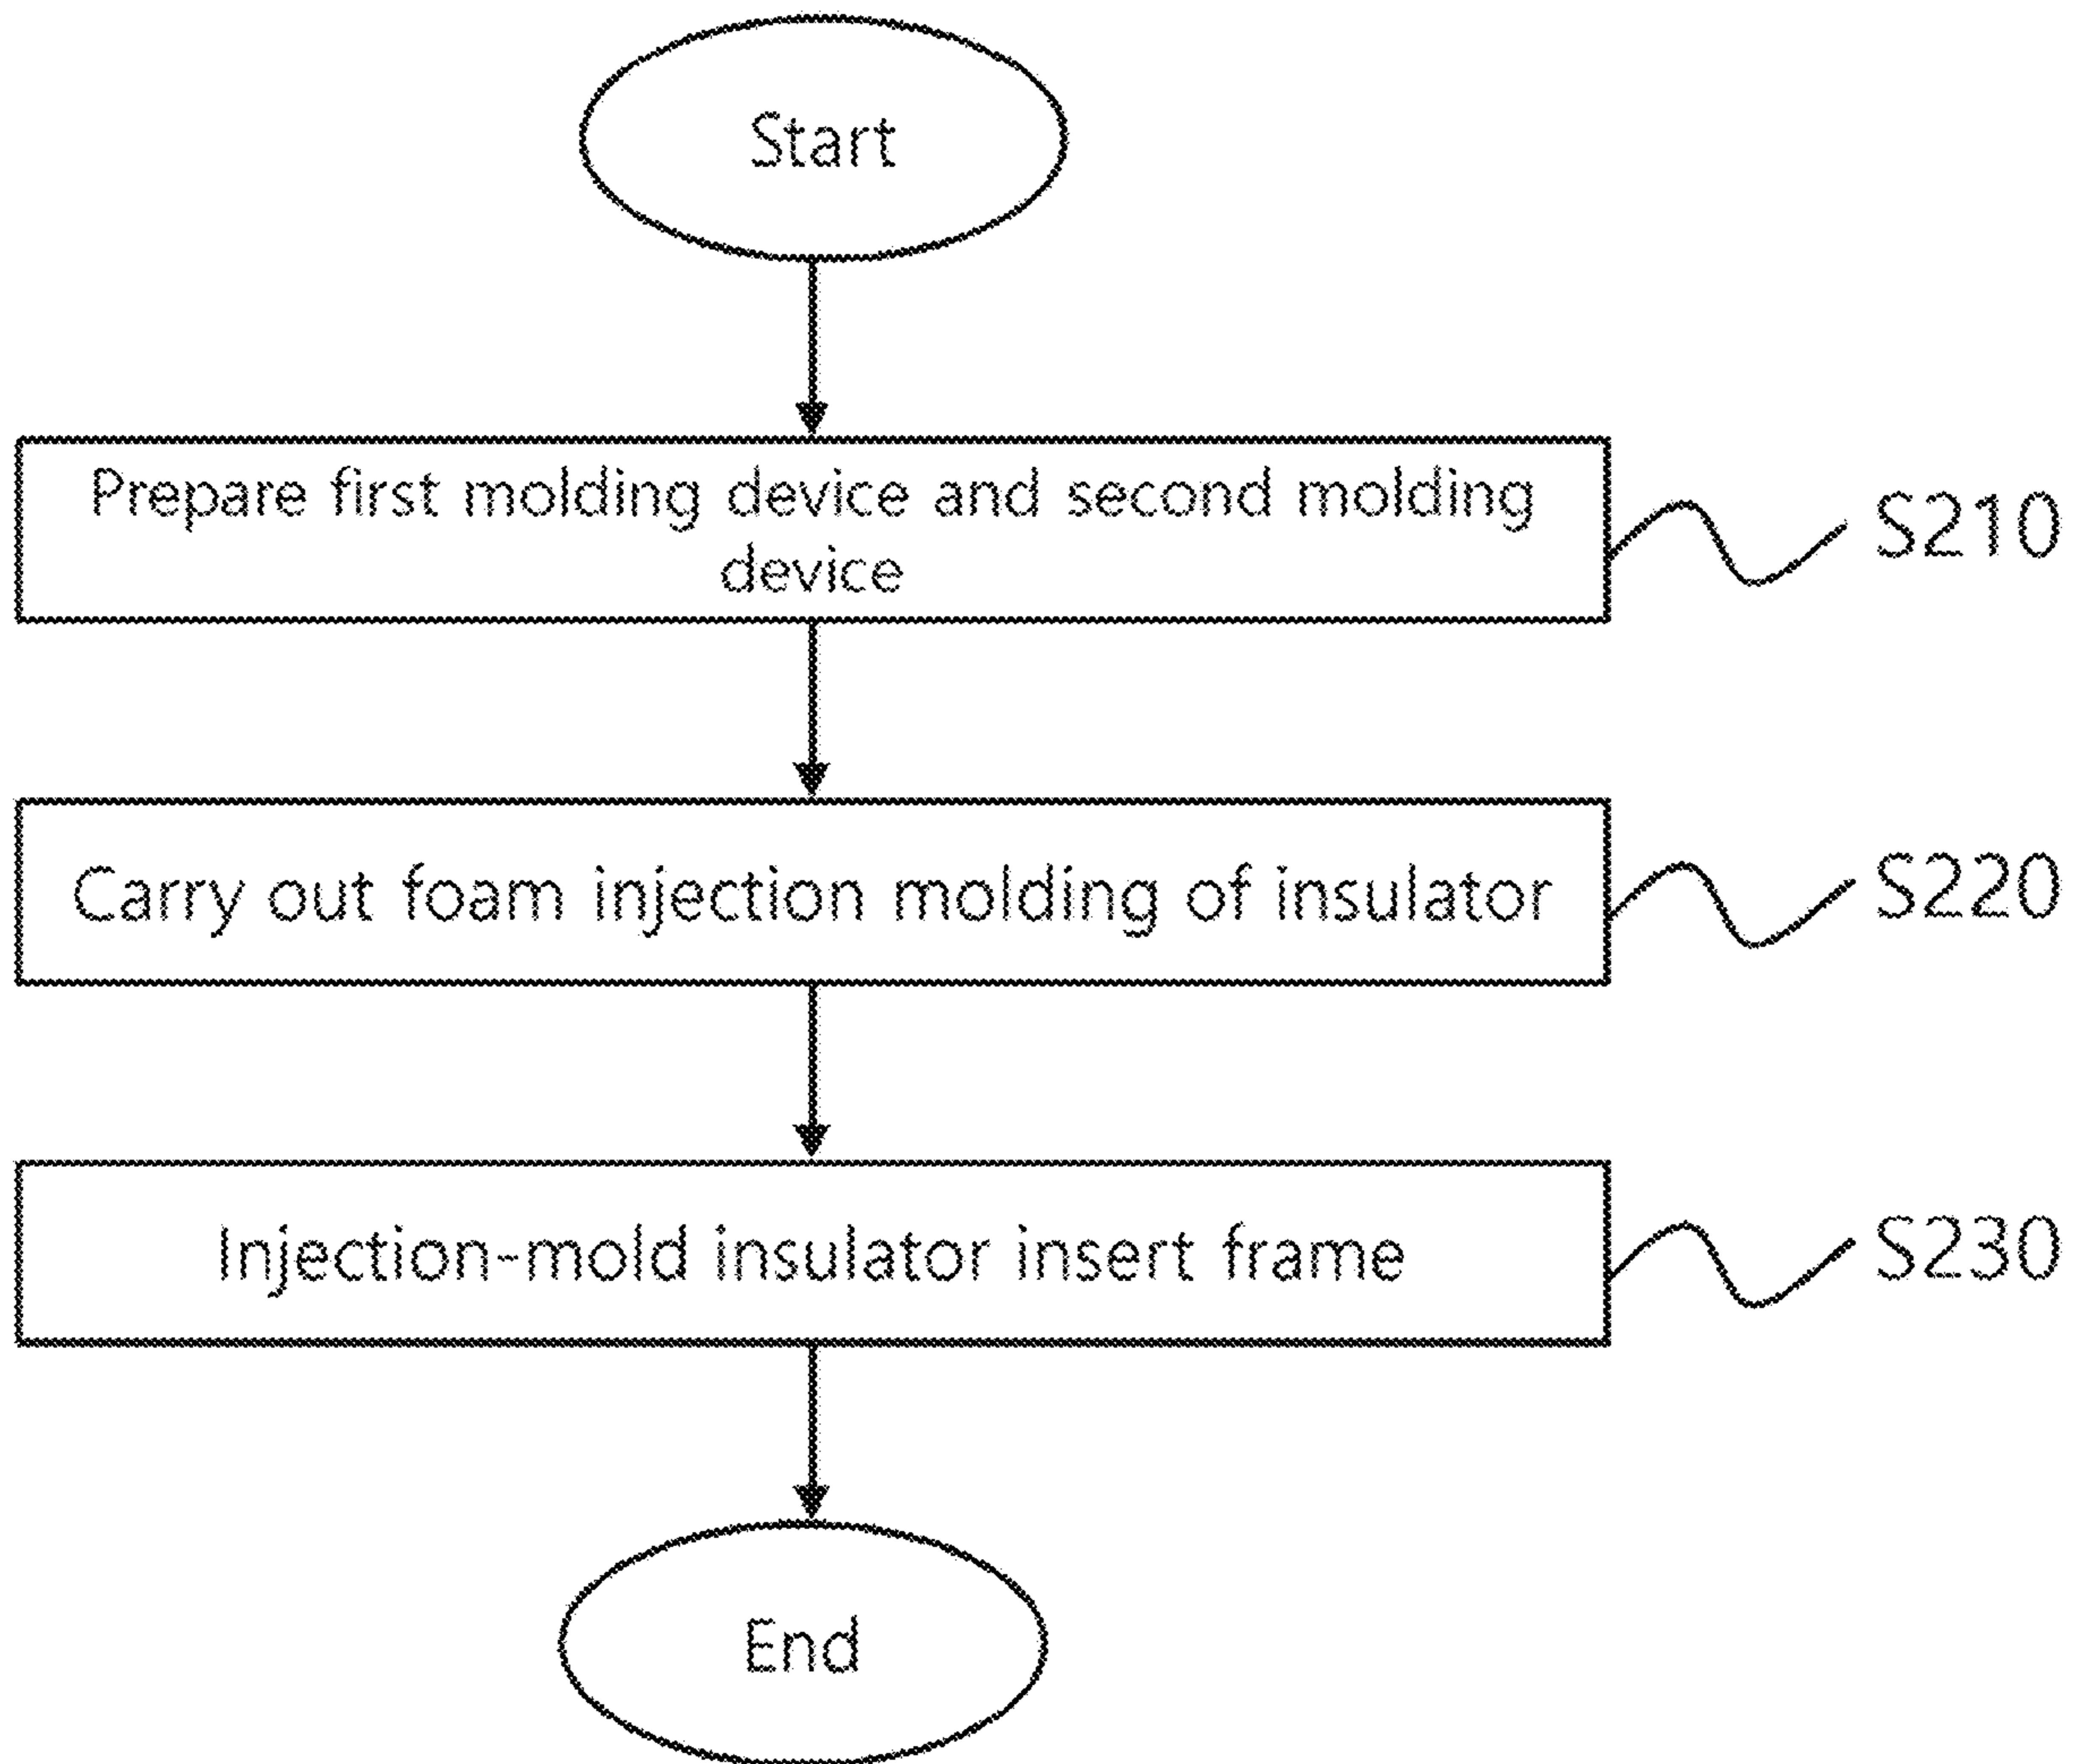 Start
Prepare first molding device and second molding
device
S210
Carry out foam injection molding of insulator
S220
Injection-mold insulator insert frame
S230
End